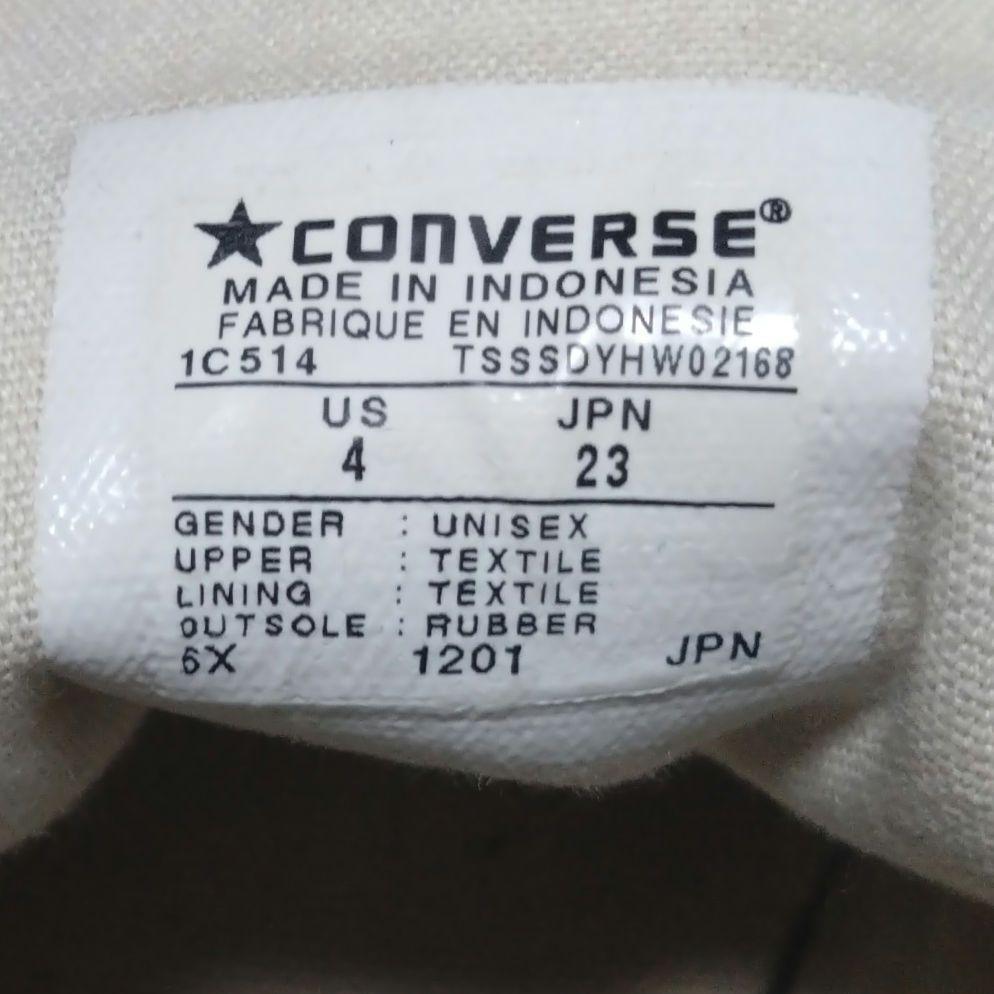 ★CONVERSE®
MADE IN INDONESIA
FABRIQUE EN INDONESIE
1C514 TSSSDYHW02168
US JPN
4 23
GENDER : UNISEX
UPPER : TEXTILE
LINING : TEXTILE
OUTSOLE : RUBBER
6X 1201 JPN